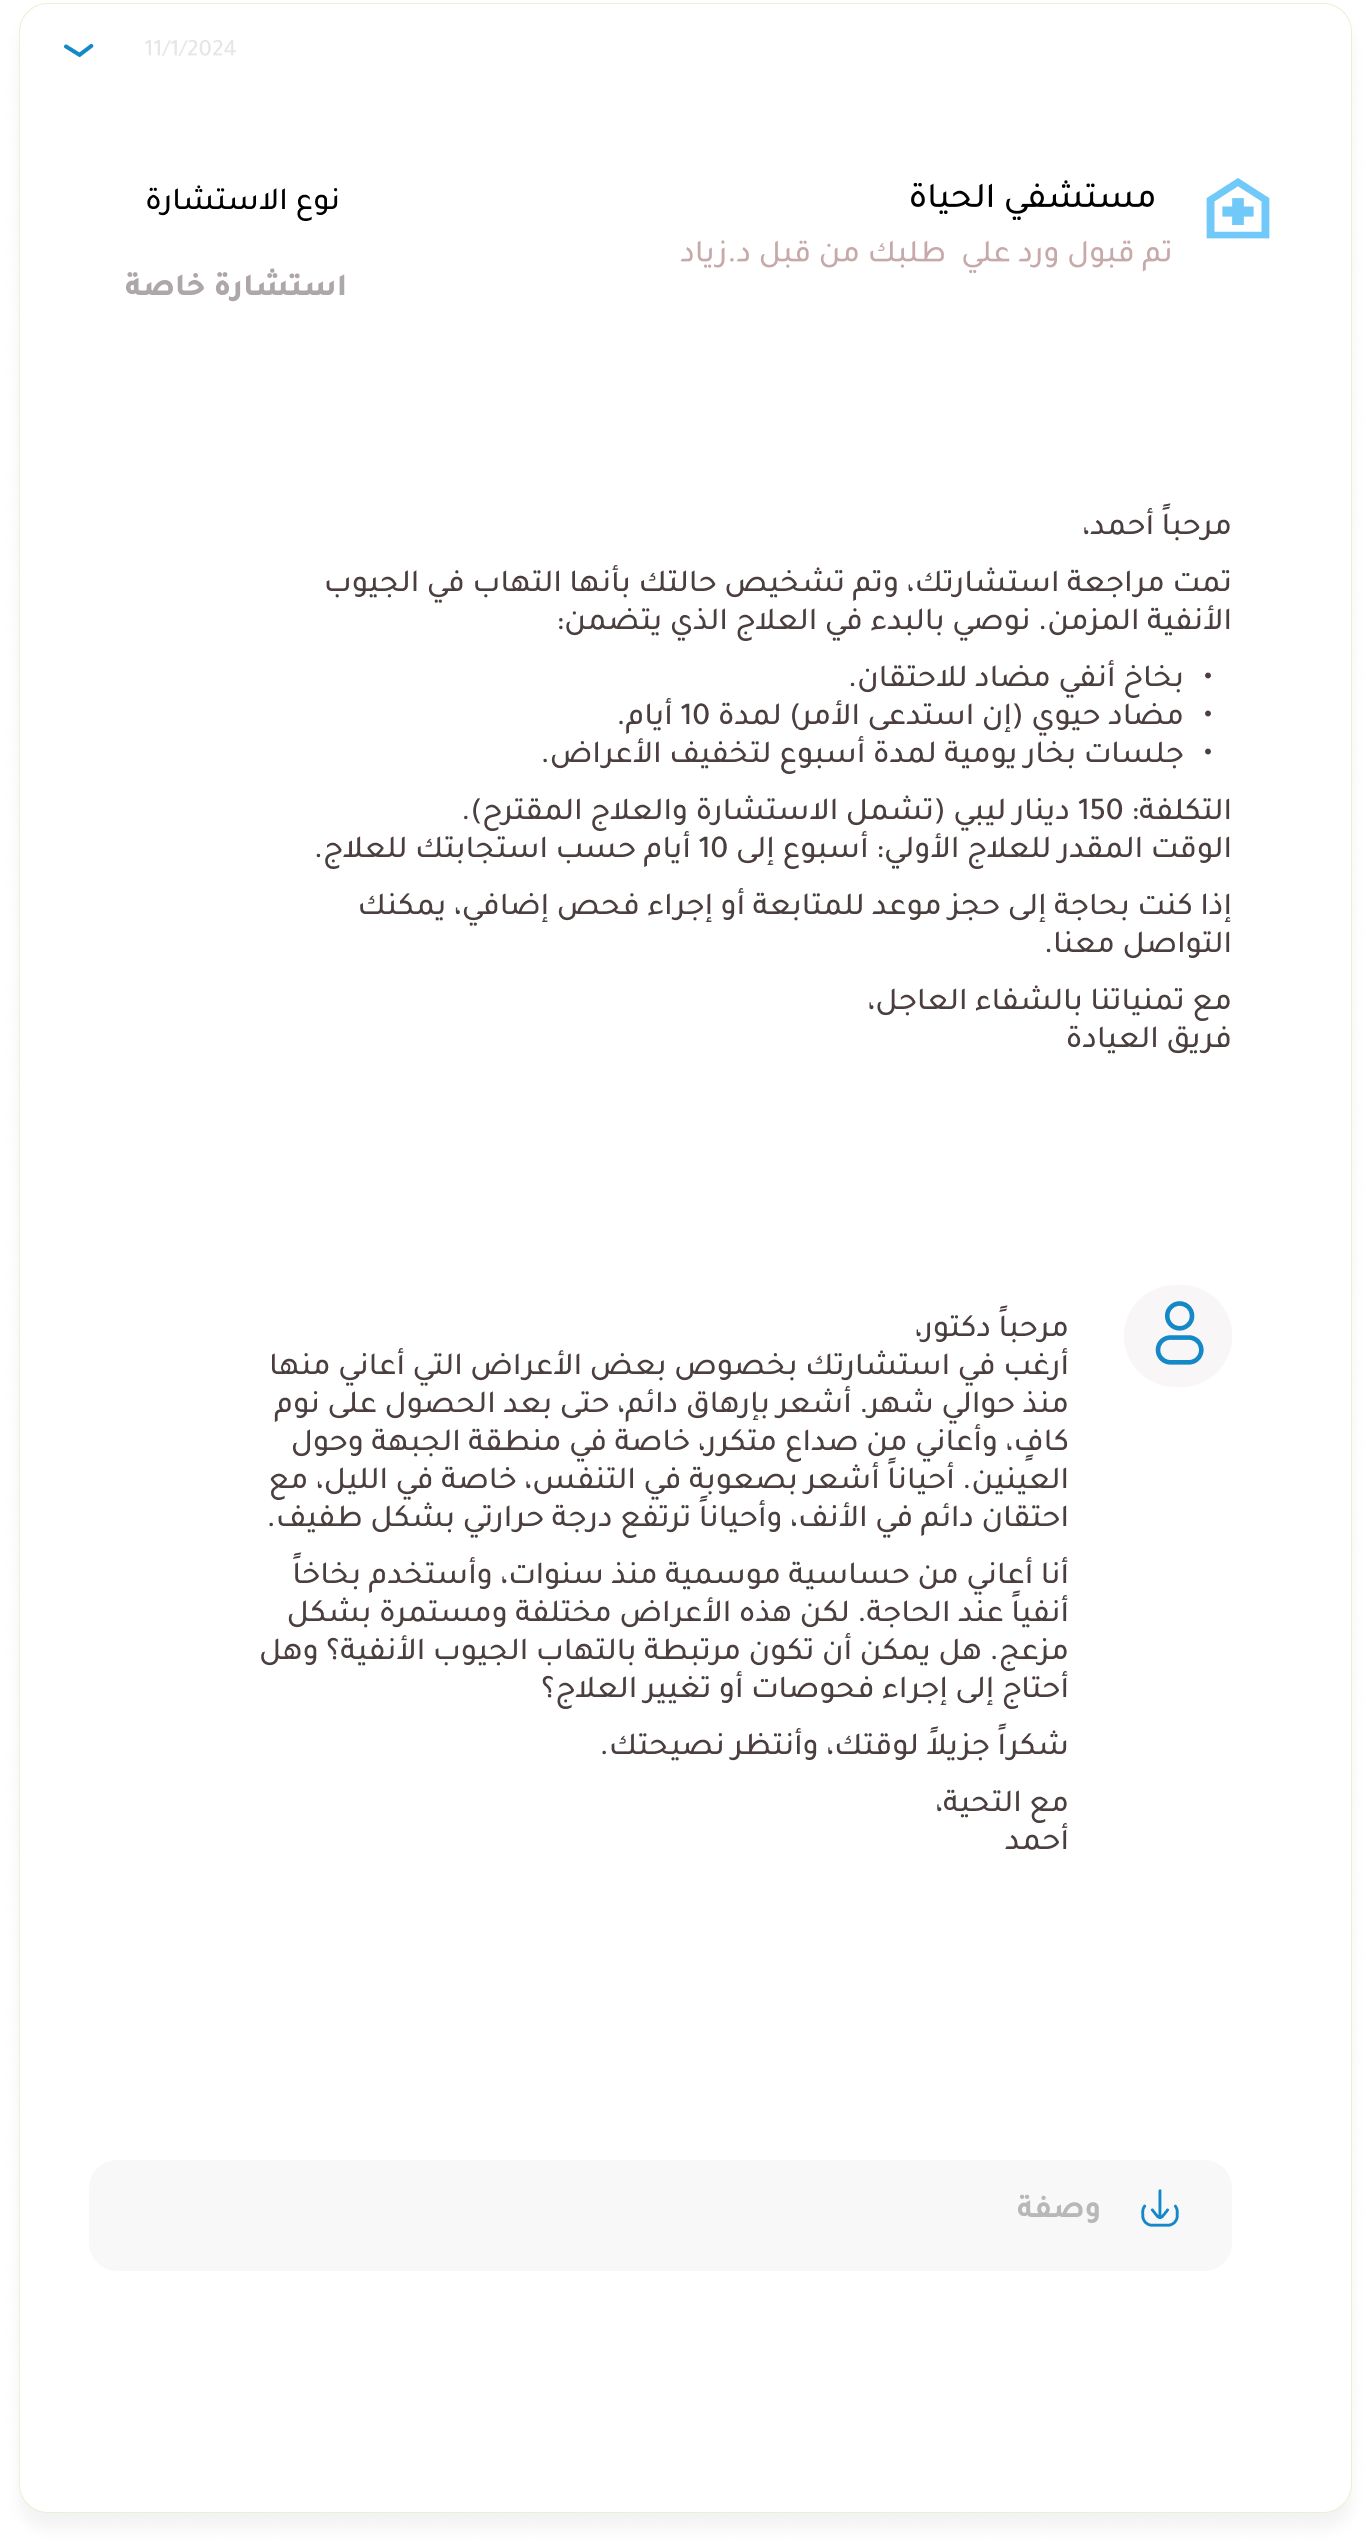 11/1/2024
مستشفي الحياة
نوع الاستشارة
تم قبول ورد علي طلبك من قبل د.زياد
استشارة خاصة
مرحباً أحمد،
تمت مراجعة استشارتك، وتم تشخيص حالتك بأنها التهاب في الجيوب
الأنفية المزمن. نوصي بالبدء في العلاج الذي يتضمن:
• بخاخ أنفي مضاد للاحتقان.
• مضاد حيوي (إن استدعى الأمر) لمدة 10 أيام.
• جلسات بخار يومية لمدة أسبوع لتخفيف الأعراض.
التكلفة: 150 دينار ليبي (تشمل الاستشارة والعلاج المقترح).
الوقت المقدر للعلاج الأولي: أسبوع إلى 10 أيام حسب استجابتك للعلاج.
إذا كنت بحاجة إلى حجز موعد للمتابعة أو إجراء فحص إضافي، يمكنك
التواصل معنا.
مع تمنياتنا بالشفاء العاجل،
فريق العيادة
مرحباً دكتور،
أرغب في استشارتك بخصوص بعض الأعراض التي أعاني منها
منذ حوالي شهر. أشعر بإرهاق دائم، حتى بعد الحصول على نوم
كافٍ، وأعاني من صداع متكرر، خاصة في منطقة الجبهة وحول
العينين. أحياناً أشعر بصعوبة في التنفس، خاصة في الليل، مع
احتقان دائم في الأنف، وأحياناً ترتفع درجة حرارتي بشكل طفيف.
أنا أعاني من حساسية موسمية منذ سنوات، وأستخدم بخاخاً
أنفياً عند الحاجة. لكن هذه الأعراض مختلفة ومستمرة بشكل
مزعج. هل يمكن أن تكون مرتبطة بالتهاب الجيوب الأنفية؟ وهل
أحتاج إلى إجراء فحوصات أو تغيير العلاج؟
شكراً جزيلاً لوقتك، وأنتظر نصيحتك.
مع التحية،
أحمد
وصفة